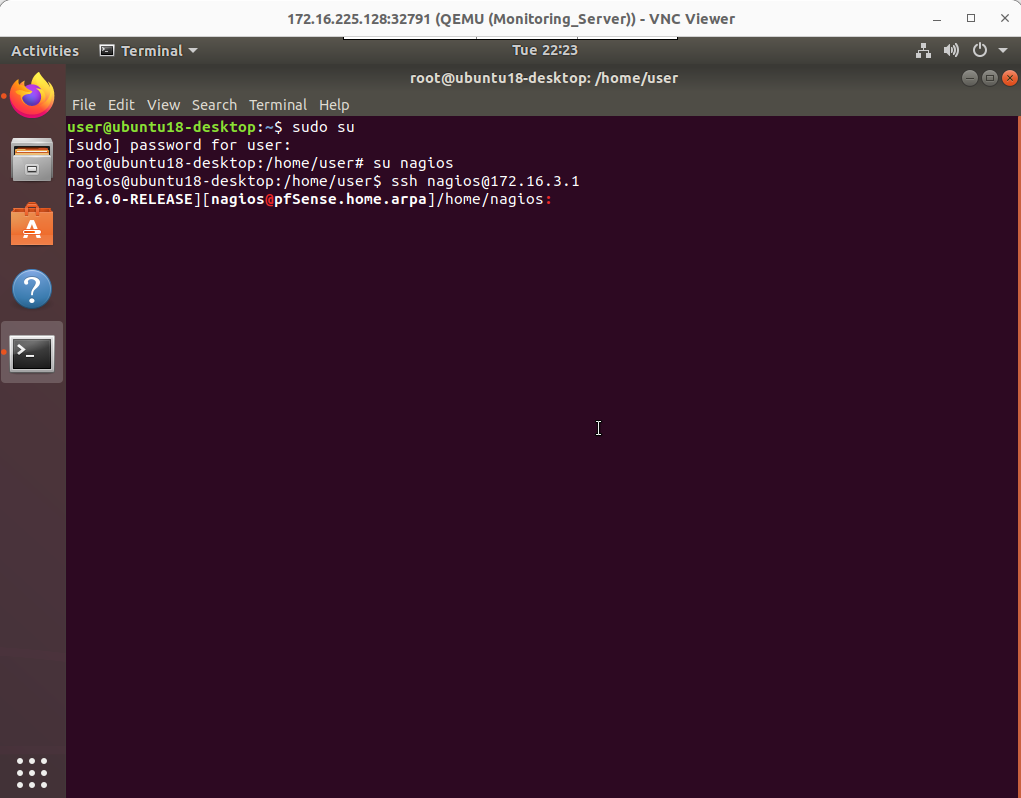 172.16.225.128:32791 (QEMU (Monitoring_Server)) - VNC Viewer
Activities Terminal Tue 22:23
root@ubuntu18-desktop: /home/user
File Edit View Search Terminal Help
user@ubuntu18-desktop:~$ sudo su
[sudo] password for user:
root@ubuntu18-desktop:/home/user# su nagios
nagios@ubuntu18-desktop:/home/user$ ssh nagios@172.16.3.1
[2.6.0-RELEASE][nagios@pfSense.home.arpa]/home/nagios: